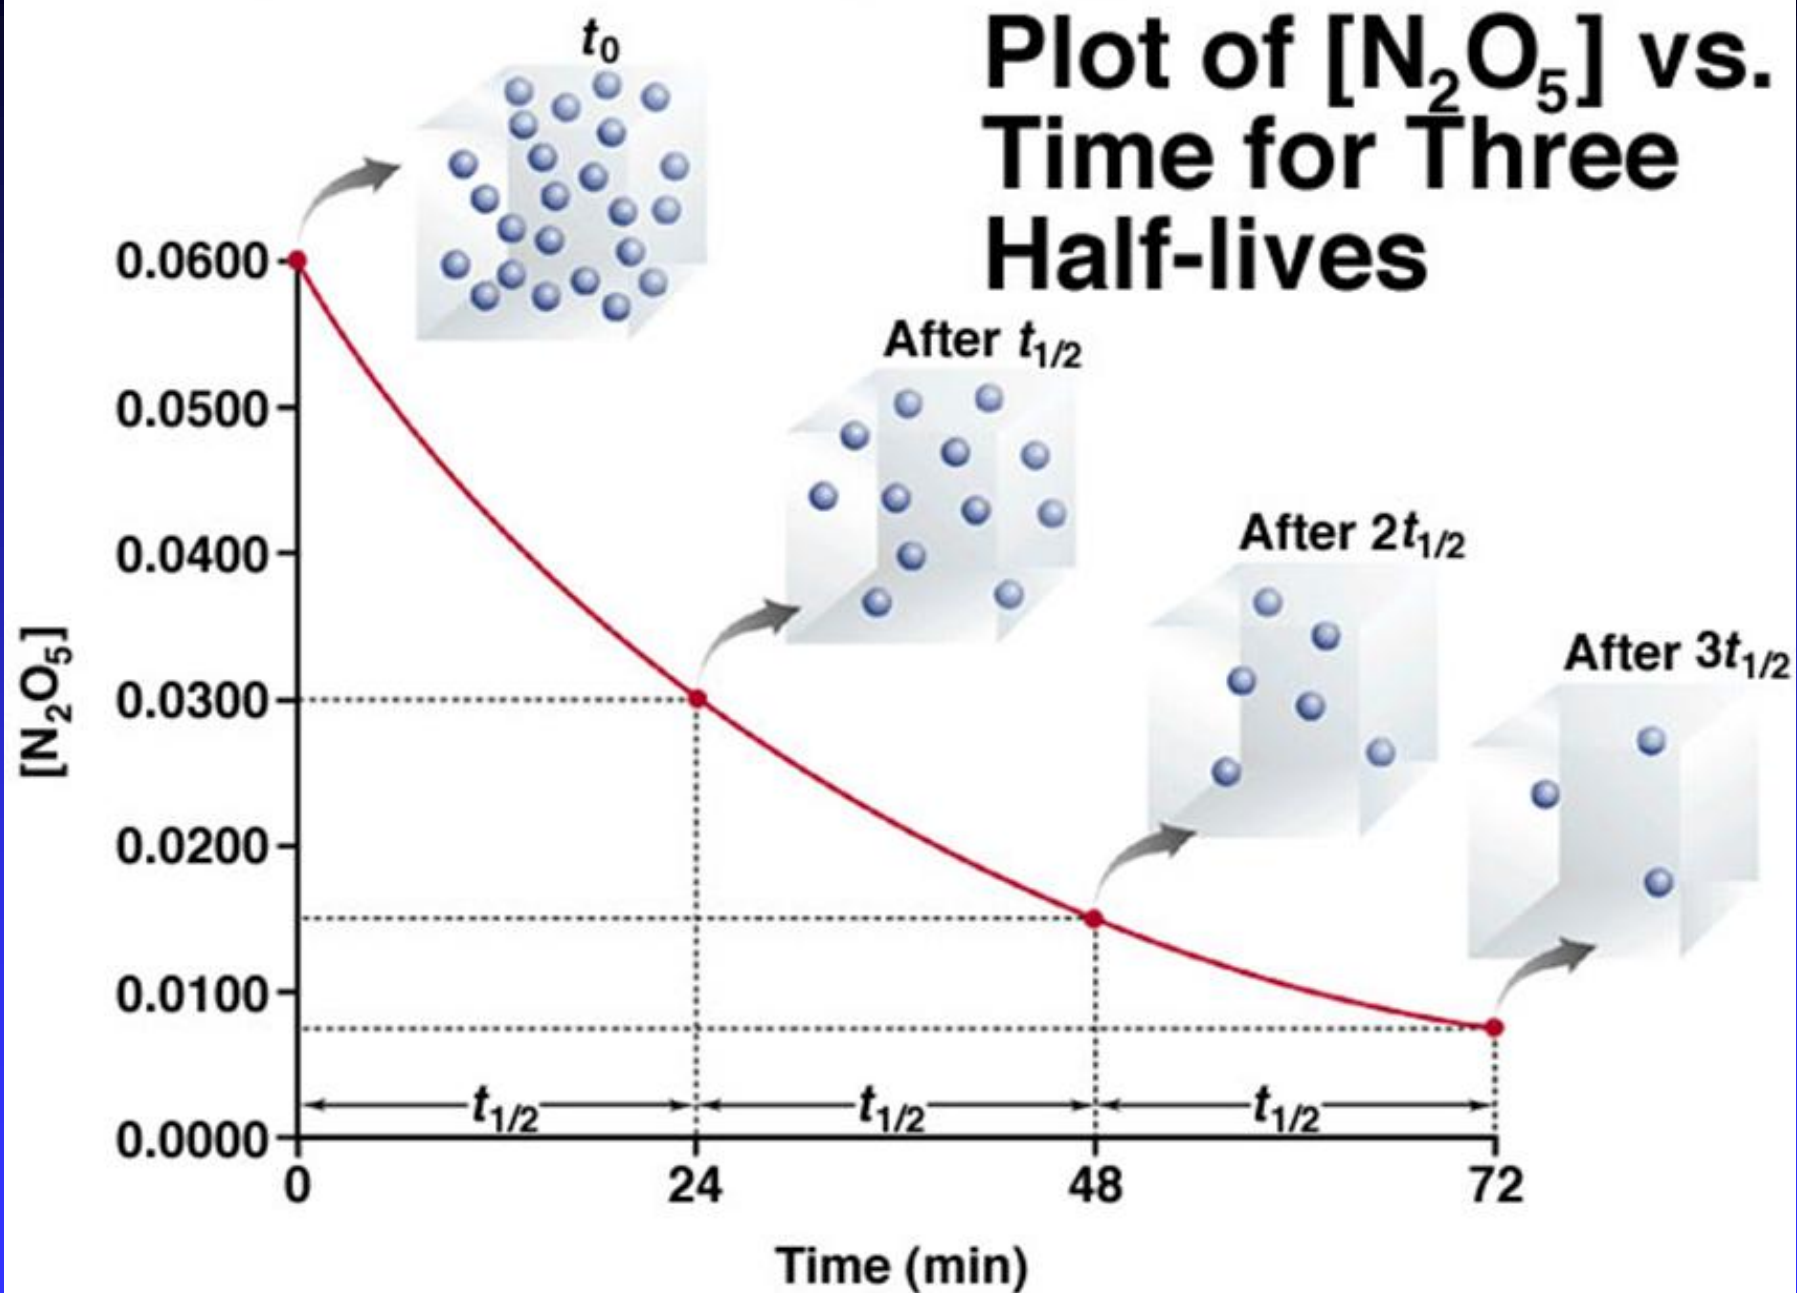 Plot of [N₂O₅] vs.
Time for Three
Half-lives
t₀
After t₁/₂
After 2t₁/₂
After 3t₁/₂
[N₂O₅]
0.0600
0.0500
0.0400
0.0300
0.0200
0.0100
0.0000
t₁/₂ t₁/₂ t₁/₂
0 24 48 72
Time (min)